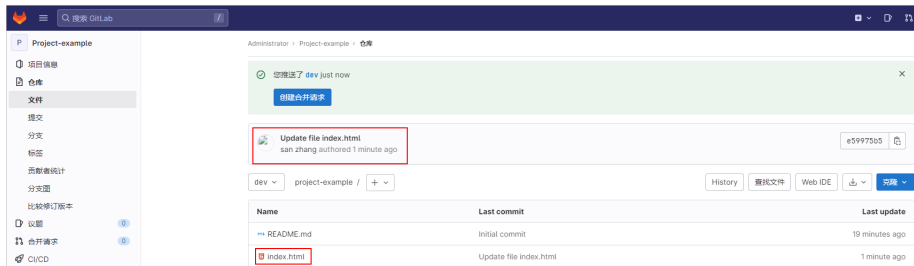 搜索 GitLab
/
P Project-example
项目信息
仓库
文件
提交
分支
标签
贡献者统计
分支图
比较修订版本
议题 0
合并请求 0
CI/CD
Administrator › Project-example › 仓库
您推送了 dev just now
创建合并请求
Update file index.html
san zhang authored 1 minute ago
e59975b5
dev project-example / +
History 查找文件 Web IDE 克隆
Name Last commit Last update
README.md Initial commit 19 minutes ago
index.html Update file index.html 1 minute ago